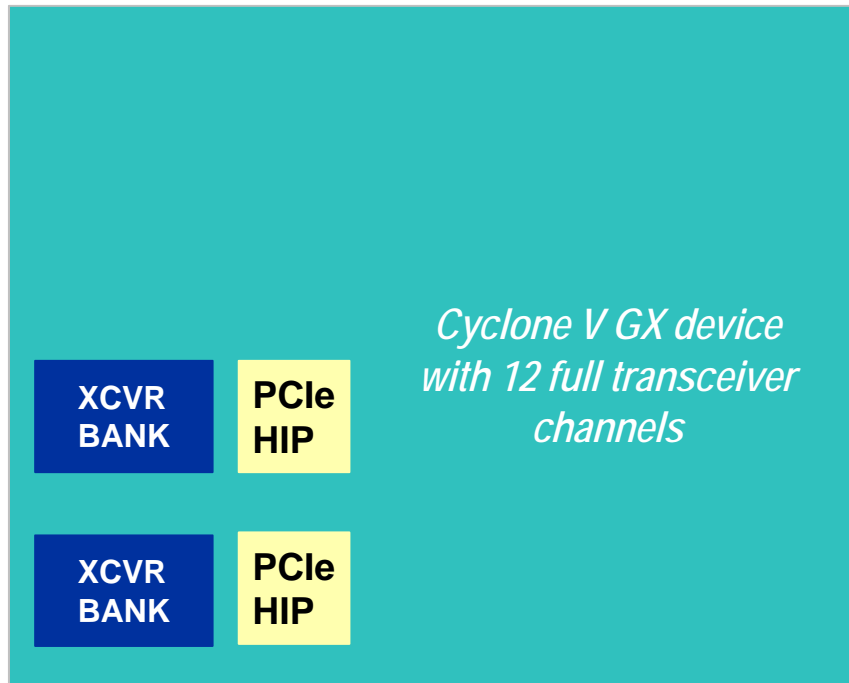 Cyclone V GX device
with 12 full transceiver
channels
XCVR
BANK
PCIe
HIP
XCVR
BANK
PCIe
HIP